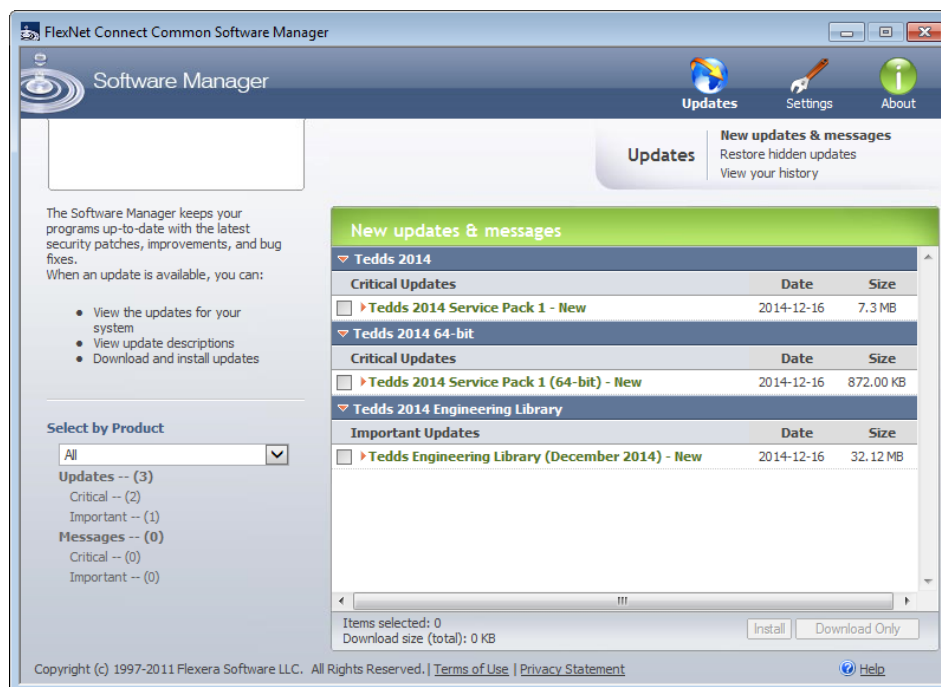 FlexNet Connect Common Software Manager
Software Manager
Updates
Settings
About
Updates
New updates & messages
Restore hidden updates
View your history
The Software Manager keeps your
programs up-to-date with the latest
security patches, improvements, and bug
fixes.
When an update is available, you can:
• View the updates for your
system
• View update descriptions
• Download and install updates
Select by Product
All
Updates -- (3)
Critical -- (2)
Important -- (1)
Messages -- (0)
Critical -- (0)
Important -- (0)
New updates & messages
Tedds 2014
Critical Updates Date Size
Tedds 2014 Service Pack 1 - New 2014-12-16 7.3 MB
Tedds 2014 64-bit
Critical Updates Date Size
Tedds 2014 Service Pack 1 (64-bit) - New 2014-12-16 872.00 KB
Tedds 2014 Engineering Library
Important Updates Date Size
Tedds Engineering Library (December 2014) - New 2014-12-16 32.12 MB
Items selected: 0
Download size (total): 0 KB
Install
Download Only
Copyright (c) 1997-2011 Flexera Software LLC. All Rights Reserved. | Terms of Use | Privacy Statement
Help